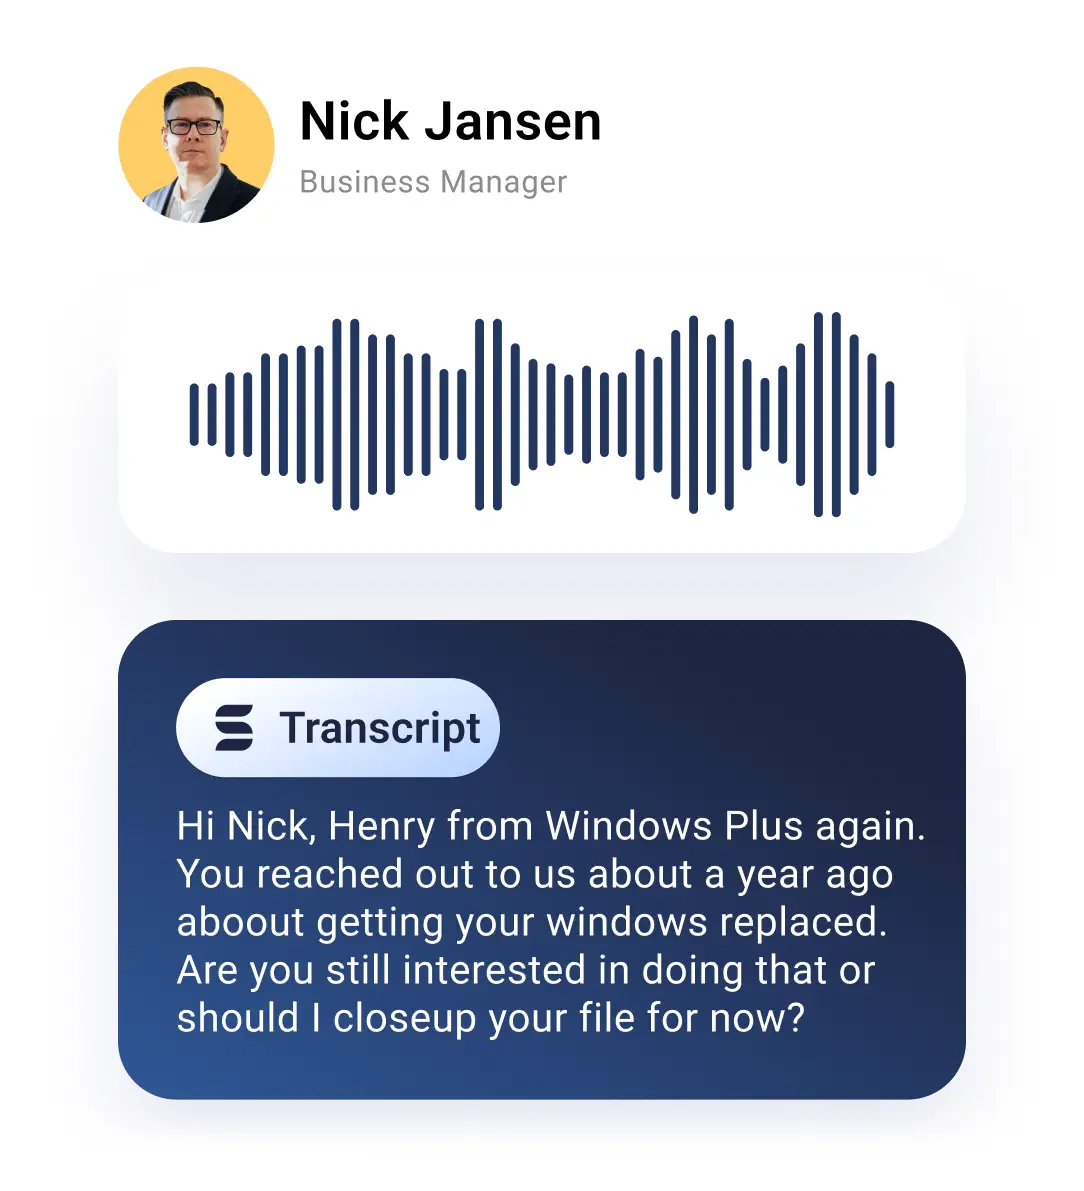 Nick Jansen
Business Manager
Transcript
Hi Nick, Henry from Windows Plus again.
You reached out to us about a year ago
aboout getting your windows replaced.
Are you still interested in doing that or
should I closeup your file for now?